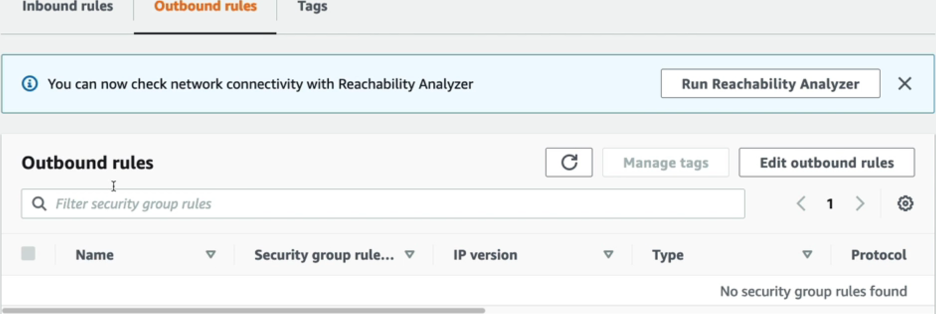 Inbound rules Outbound rules Tags
You can now check network connectivity with Reachability Analyzer Run Reachability Analyzer
Outbound rules Manage tags Edit outbound rules
Filter security group rules 1
Name Security group rule... IP version Type Protocol
No security group rules found